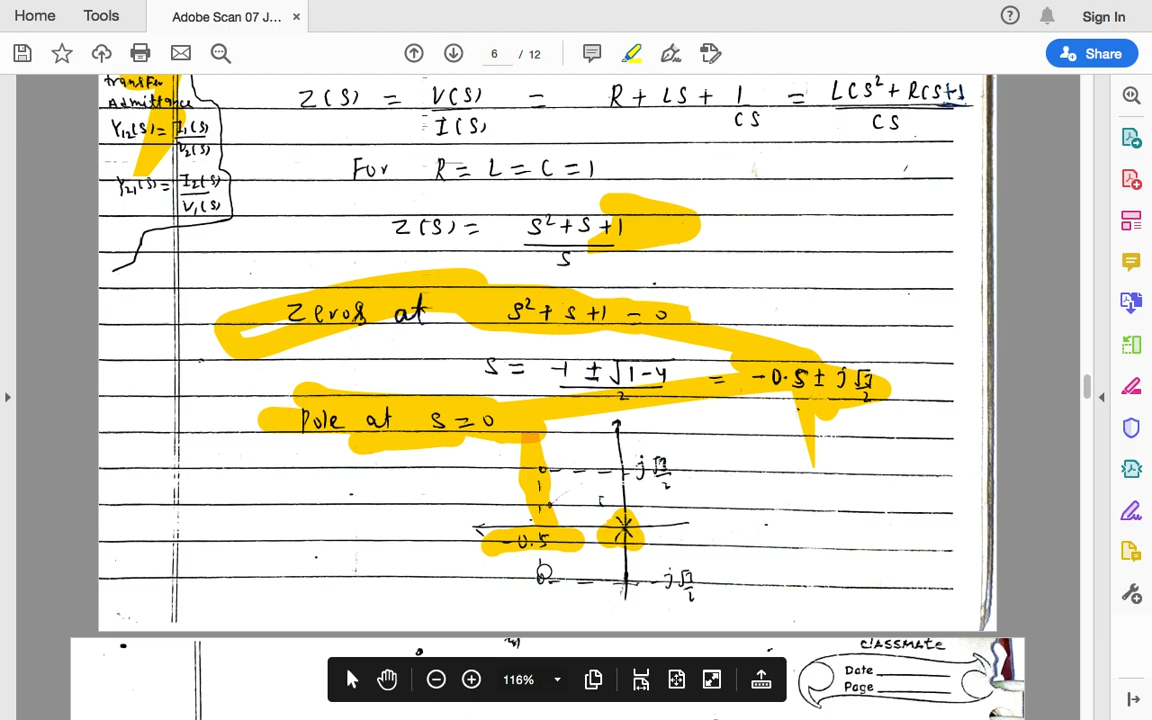 Home Tools Adobe Scan 07 J... × Sign In
6 / 12 Share
transfer
Admittance
Y12(s) = I1(s)
V2(s)
Y21(s) = I2(s)
V1(s)
Z(s) = V(s) = R + LS + 1 = LCS² + RCS+1
I(s) CS CS
For R = L = C = 1
Z(s) = S² + S + 1
S
Zeros at S² + S + 1 = 0
S = -1 ± √1-4 = -0.5 ± j√3
2 2
Pole at S = 0
j√3
2
-0.5
-j√3
2
CLASSMATE
Date
Page
116%